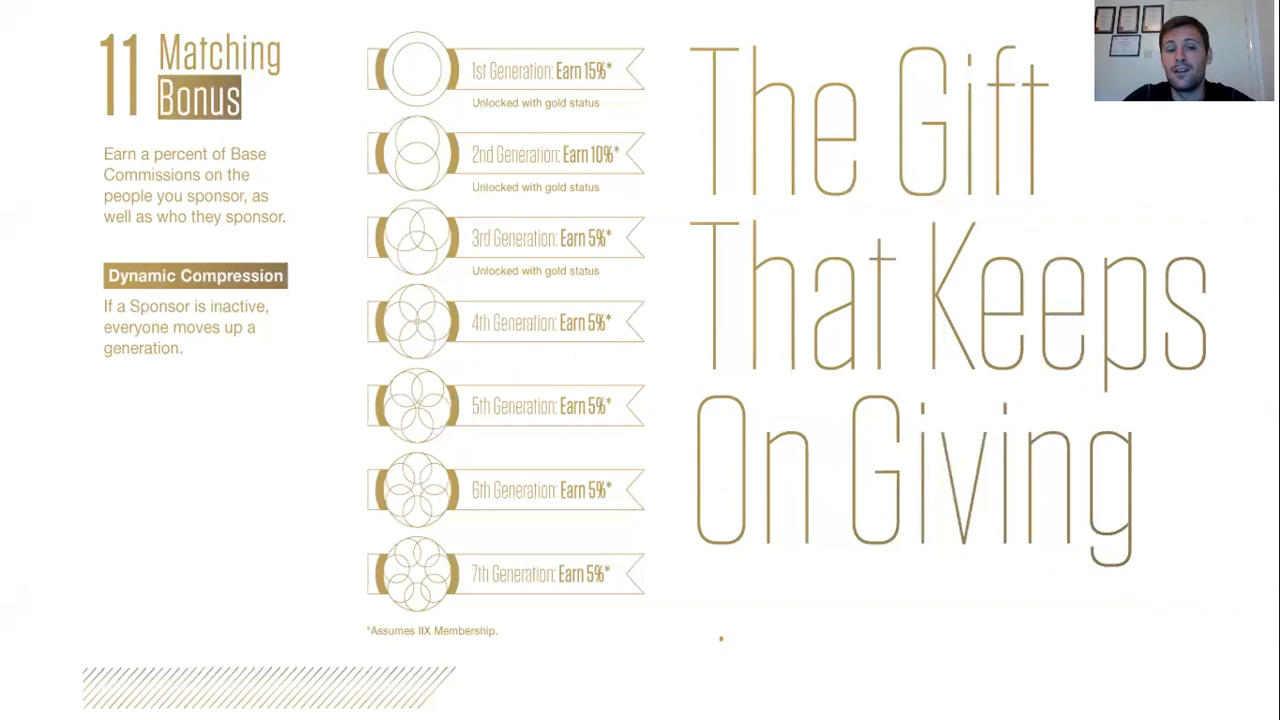 11 Matching
Bonus
Earn a percent of Base
Commissions on the
people you sponsor, as
well as who they sponsor.
Dynamic Compression
If a Sponsor is inactive,
everyone moves up a
generation.
1st Generation: Earn 15%*
Unlocked with gold status
2nd Generation: Earn 10%*
Unlocked with gold status
3rd Generation: Earn 5%*
Unlocked with gold status
4th Generation: Earn 5%*
5th Generation: Earn 5%*
6th Generation: Earn 5%*
7th Generation: Earn 5%*
*Assumes IIX Membership.
The Gift
That Keeps
On Giving